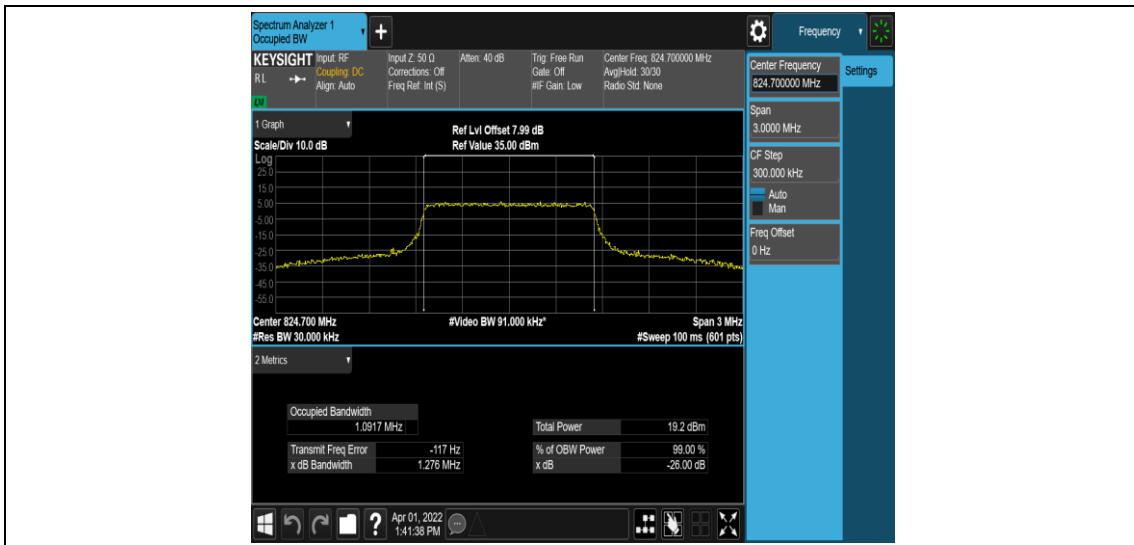 Spectrum Analyzer 1
Occupied BW
+
Frequency
KEYSIGHT
RL
Input: RF
Coupling: DC
Align: Auto
Input Z: 50 Ω
Corrections: Off
Freq Ref: Int (S)
Atten: 40 dB
Trig: Free Run
Gate: Off
#IF Gain: Low
Center Freq: 824.700000 MHz
Avg|Hold: 30/30
Radio Std: None
Center Frequency
824.700000 MHz
Settings
Span
3.0000 MHz
CF Step
300.000 kHz
Auto
Man
Freq Offset
0 Hz
1 Graph
Scale/Div 10.0 dB
Ref Lvl Offset 7.99 dB
Ref Value 35.00 dBm
Log
25.0
15.0
5.00
-5.00
-15.0
-25.0
-35.0
-45.0
-55.0
Center 824.700 MHz
#Res BW 30.000 kHz
#Video BW 91.000 kHz*
Span 3 MHz
#Sweep 100 ms (601 pts)
2 Metrics
Occupied Bandwidth
1.0917 MHz
Total Power 19.2 dBm
Transmit Freq Error -117 Hz
% of OBW Power 99.00 %
x dB Bandwidth 1.276 MHz
x dB -26.00 dB
?
Apr 01, 2022
1:41:38 PM